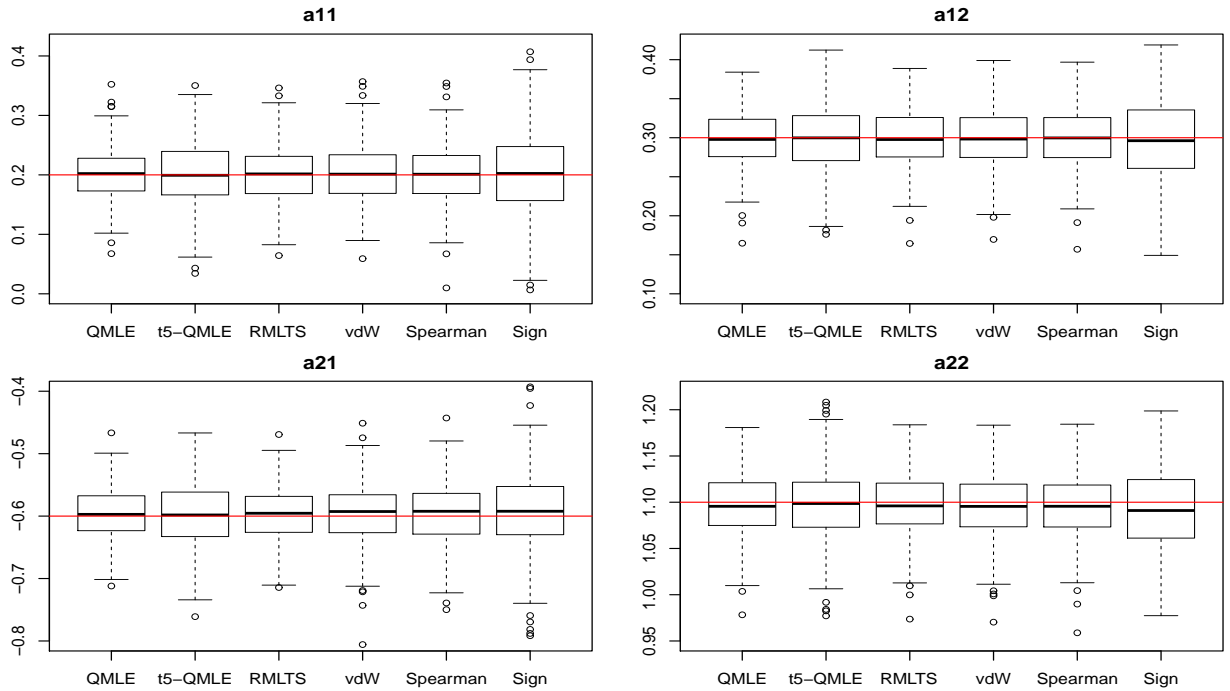 a11
0.4
0.3
0.2
0.1
0.0
QMLE t5−QMLE RMLTS vdW Spearman Sign
a12
0.40
0.30
0.20
0.10
QMLE t5−QMLE RMLTS vdW Spearman Sign
a21
−0.4
−0.5
−0.6
−0.7
−0.8
QMLE t5−QMLE RMLTS vdW Spearman Sign
a22
1.20
1.15
1.10
1.05
1.00
0.95
QMLE t5−QMLE RMLTS vdW Spearman Sign